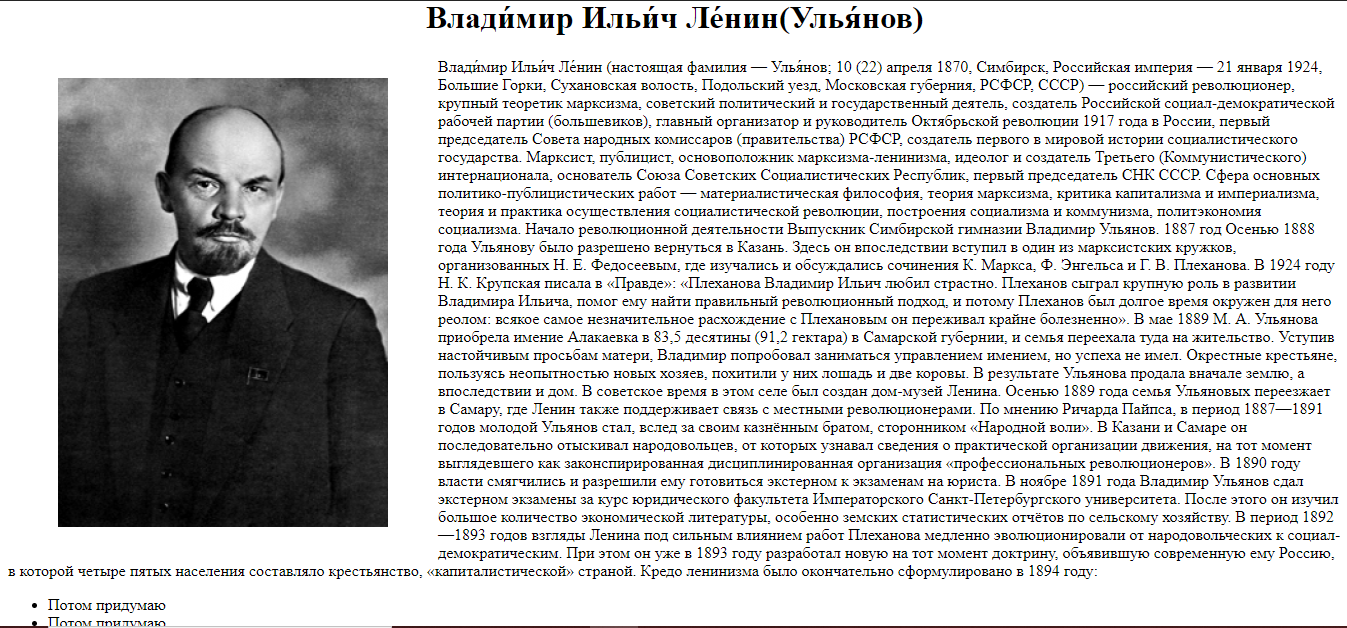 Влади́мир Ильи́ч Ле́нин(Улья́нов)
Влади́мир Ильи́ч Ле́нин (настоящая фамилия — Улья́нов; 10 (22) апреля 1870, Симбирск, Российская империя — 21 января 1924,
Большие Горки, Сухановская волость, Подольский уезд, Московская губерния, РСФСР, СССР) — российский революционер,
крупный теоретик марксизма, советский политический и государственный деятель, создатель Российской социал-демократической
рабочей партии (большевиков), главный организатор и руководитель Октябрьской революции 1917 года в России, первый
председатель Совета народных комиссаров (правительства) РСФСР, создатель первого в мировой истории социалистического
государства. Марксист, публицист, основоположник марксизма-ленинизма, идеолог и создатель Третьего (Коммунистического)
интернационала, основатель Союза Советских Социалистических Республик, первый председатель СНК СССР. Сфера основных
политико-публицистических работ — материалистическая философия, теория марксизма, критика капитализма и империализма,
теория и практика осуществления социалистической революции, построения социализма и коммунизма, политэкономия
социализма. Начало революционной деятельности Выпускник Симбирской гимназии Владимир Ульянов. 1887 год Осенью 1888
года Ульянову было разрешено вернуться в Казань. Здесь он впоследствии вступил в один из марксистских кружков,
организованных Н. Е. Федосеевым, где изучались и обсуждались сочинения К. Маркса, Ф. Энгельса и Г. В. Плеханова. В 1924 году
Н. К. Крупская писала в «Правде»: «Плеханова Владимир Ильич любил страстно. Плеханов сыграл крупную роль в развитии
Владимира Ильича, помог ему найти правильный революционный подход, и потому Плеханов был долгое время окружен для него
реолом: всякое самое незначительное расхождение с Плехановым он переживал крайне болезненно». В мае 1889 М. А. Ульянова
приобрела имение Алакаевка в 83,5 десятины (91,2 гектара) в Самарской губернии, и семья переехала туда на жительство. Уступив
настойчивым просьбам матери, Владимир попробовал заниматься управлением имением, но успеха не имел. Окрестные крестьяне,
пользуясь неопытностью новых хозяев, похитили у них лошадь и две коровы. В результате Ульянова продала вначале землю, а
впоследствии и дом. В советское время в этом селе был создан дом-музей Ленина. Осенью 1889 года семья Ульяновых переезжает
в Самару, где Ленин также поддерживает связь с местными революционерами. По мнению Ричарда Пайпса, в период 1887—1891
годов молодой Ульянов стал, вслед за своим казнённым братом, сторонником «Народной воли». В Казани и Самаре он
последовательно отыскивал народовольцев, от которых узнавал сведения о практической организации движения, на тот момент
выглядевшего как законспирированная дисциплинированная организация «профессиональных революционеров». В 1890 году
власти смягчились и разрешили ему готовиться экстерном к экзаменам на юриста. В ноябре 1891 года Владимир Ульянов сдал
экстерном экзамены за курс юридического факультета Императорского Санкт-Петербургского университета. После этого он изучил
большое количество экономической литературы, особенно земских статистических отчётов по сельскому хозяйству. В период 1892
—1893 годов взгляды Ленина под сильным влиянием работ Плеханова медленно эволюционировали от народовольческих к социал-
демократическим. При этом он уже в 1893 году разработал новую на тот момент доктрину, объявившую современную ему Россию,
в которой четыре пятых населения составляло крестьянство, «капиталистической» страной. Кредо ленинизма было окончательно сформулировано в 1894 году:
• Потом придумаю
• Потом придумаю